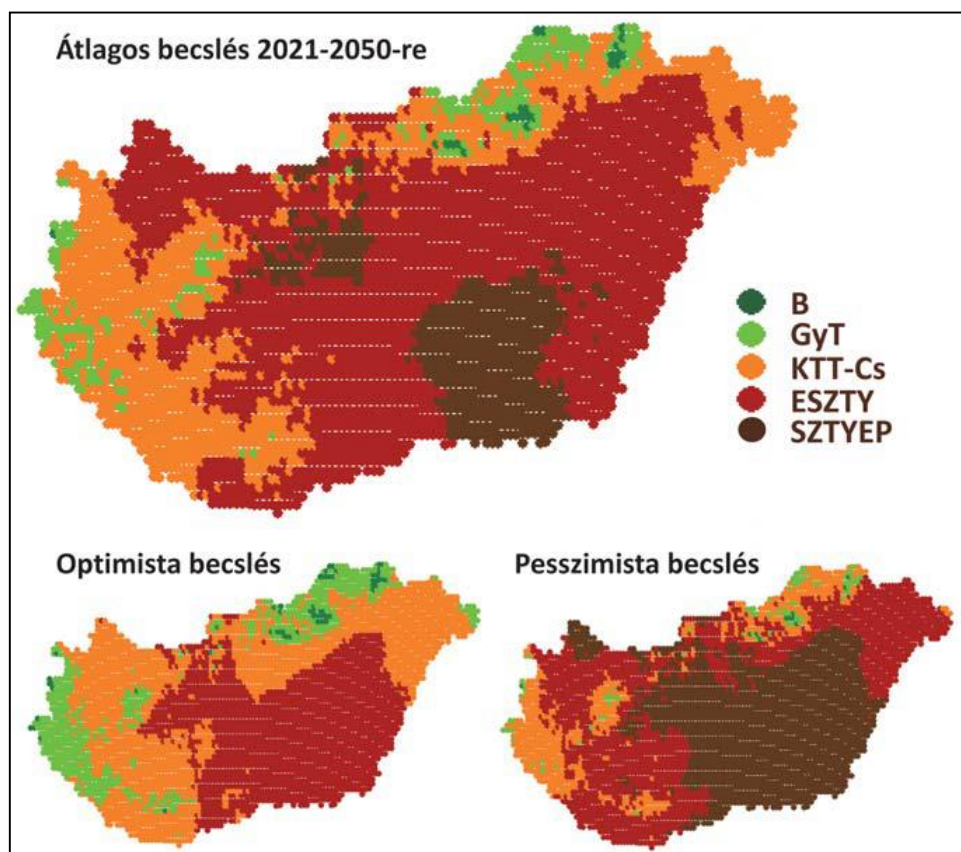 Átlagos becslés 2021-2050-re
B
GyT
KTT-Cs
ESZTY
SZTYEP
Optimista becslés
Pesszimista becslés